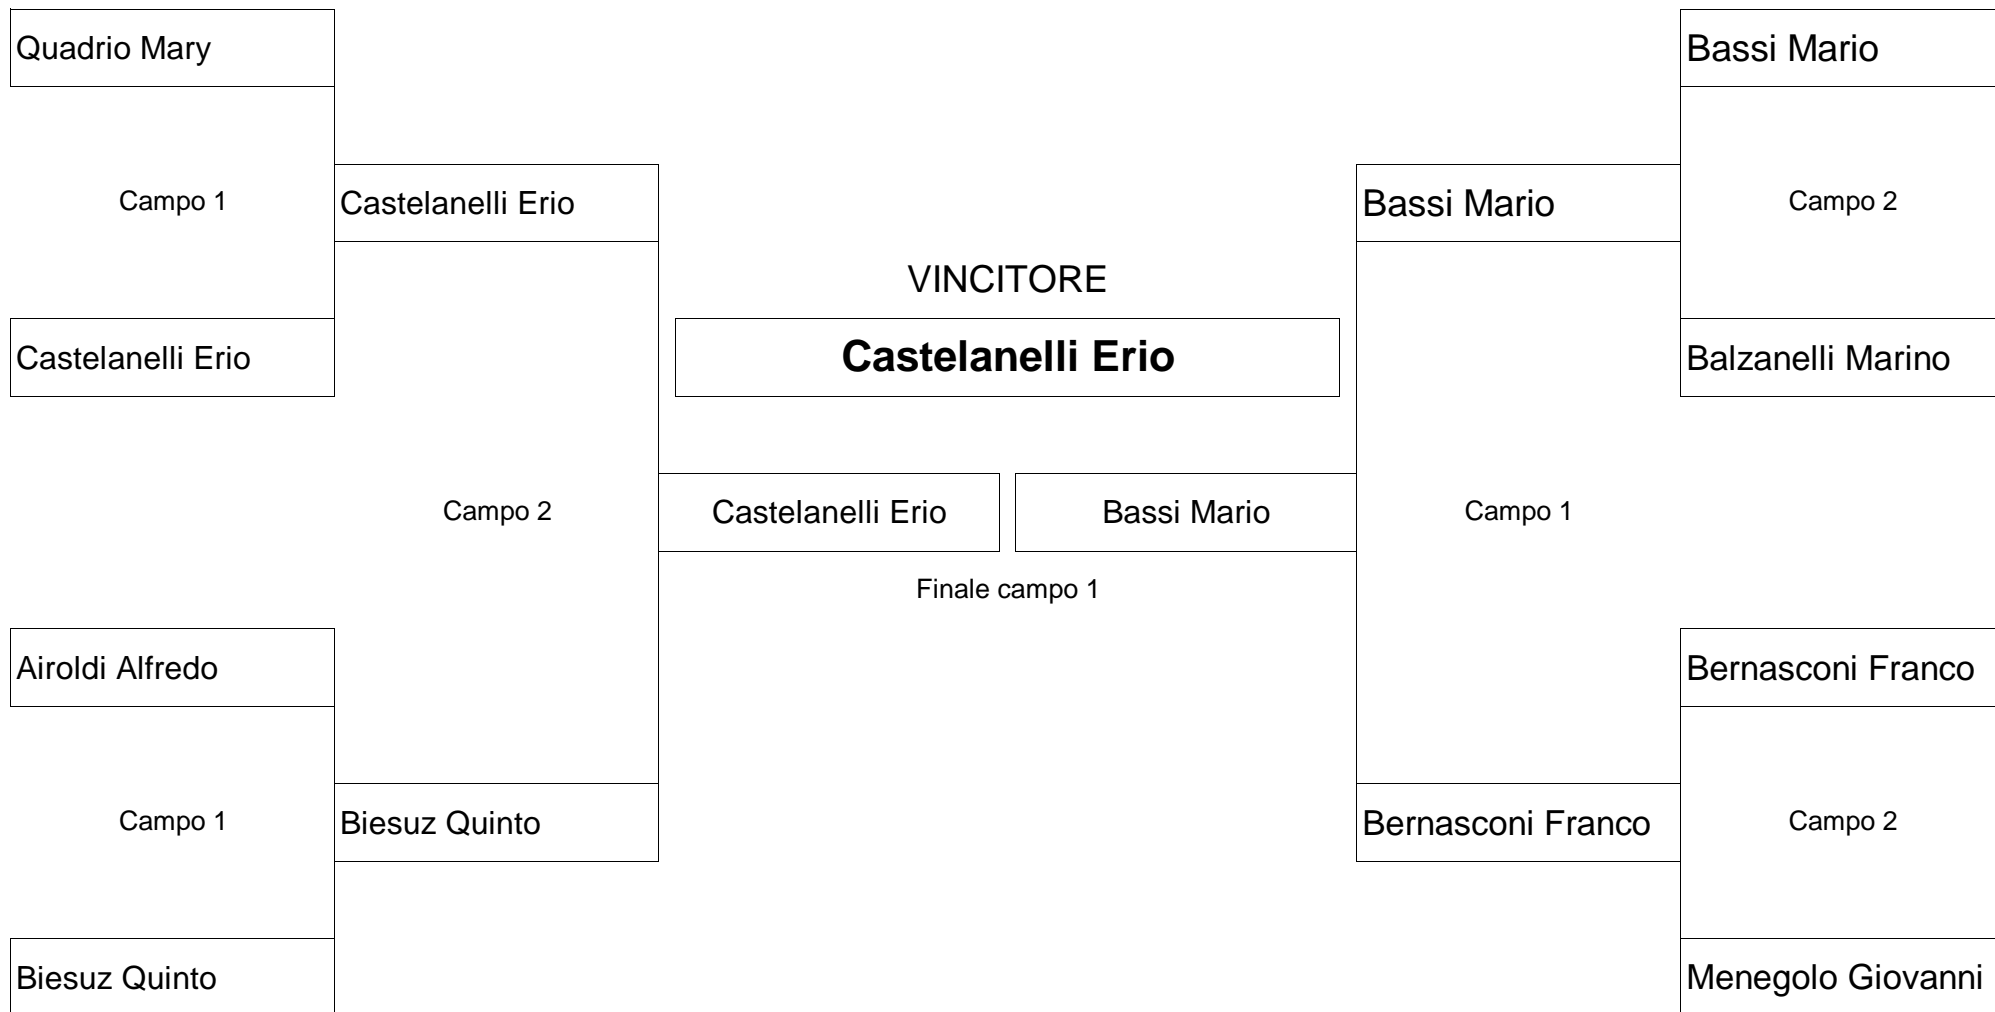 Quadrio Mary
Bassi Mario
Campo 1
Castelanelli Erio
Bassi Mario
Campo 2
VINCITORE
Castelanelli Erio
Castelanelli Erio
Balzanelli Marino
Campo 2
Castelanelli Erio
Bassi Mario
Campo 1
Finale campo 1
Airoldi Alfredo
Bernasconi Franco
Campo 1
Biesuz Quinto
Bernasconi Franco
Campo 2
Biesuz Quinto
Menegolo Giovanni